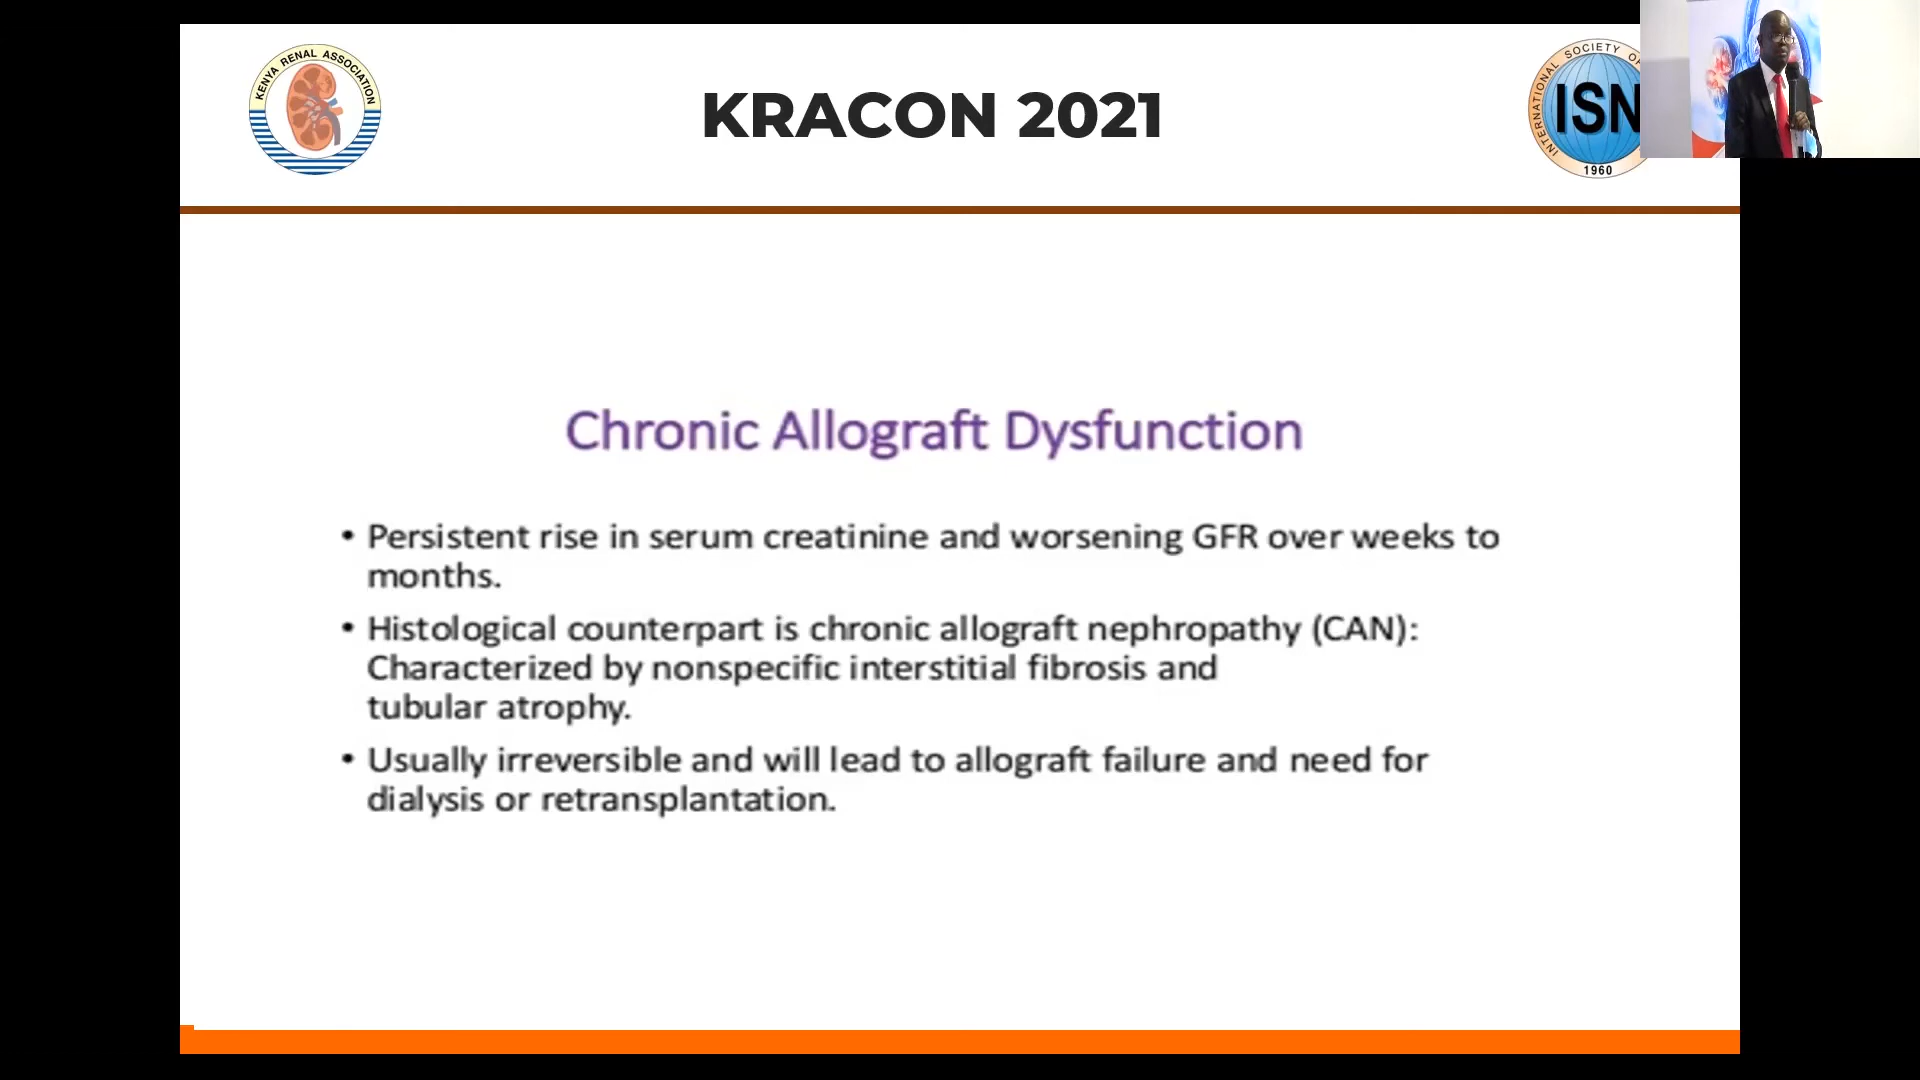 KENYA RENAL ASSOCIATION
KRACON 2021
INTERNATIONAL SOCIETY
ISN
1960
Chronic Allograft Dysfunction
• Persistent rise in serum creatinine and worsening GFR over weeks to
months.
• Histological counterpart is chronic allograft nephropathy (CAN):
Characterized by nonspecific interstitial fibrosis and
tubular atrophy.
• Usually irreversible and will lead to allograft failure and need for
dialysis or retransplantation.